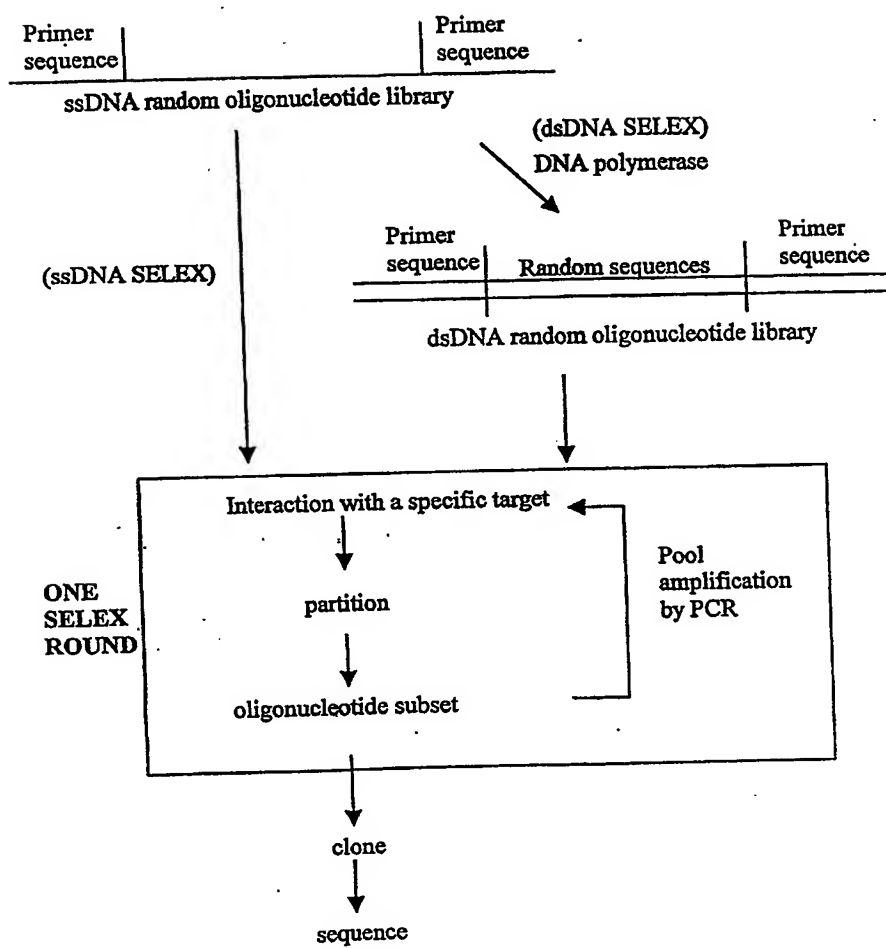 Primer
sequence
Primer
sequence
ssDNA random oligonucleotide library
(dsDNA SELEX)
DNA polymerase
(ssDNA SELEX)
Primer
sequence
Random sequences
Primer
sequence
dsDNA random oligonucleotide library
Interaction with a specific target
ONE
SELEX
ROUND
partition
Pool
amplification
by PCR
oligonucleotide subset
clone
sequence